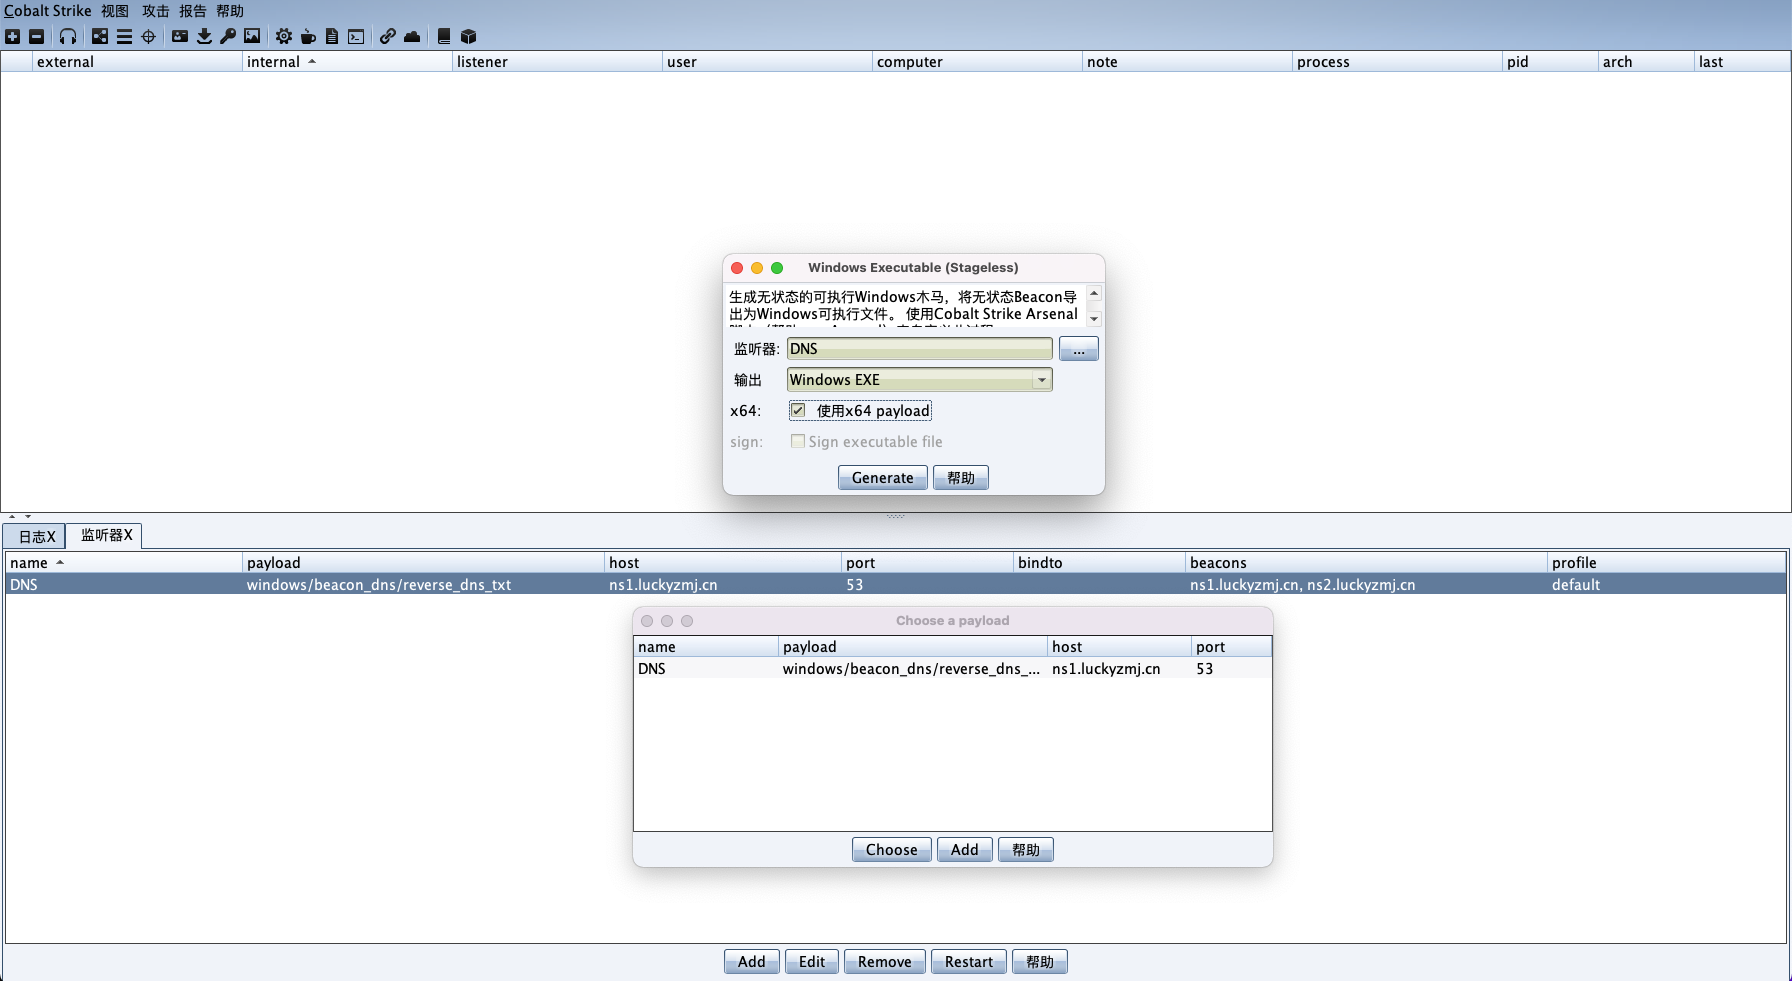 Cobalt Strike 视图 攻击 报告 帮助
external internal listener user computer note process pid arch last
Windows Executable (Stageless)
生成无状态的可执行Windows木马，将无状态Beacon导
出为Windows可执行文件。 使用Cobalt Strike Arsenal
监听器: DNS ...
输出 Windows EXE
x64: 使用x64 payload
sign: Sign executable file
Generate 帮助
日志X 监听器X
name payload host port bindto beacons profile
DNS windows/beacon_dns/reverse_dns_txt ns1.luckyzmj.cn 53 ns1.luckyzmj.cn, ns2.luckyzmj.cn default
Choose a payload
name payload host port
DNS windows/beacon_dns/reverse_dns_... ns1.luckyzmj.cn 53
Choose Add 帮助
Add Edit Remove Restart 帮助